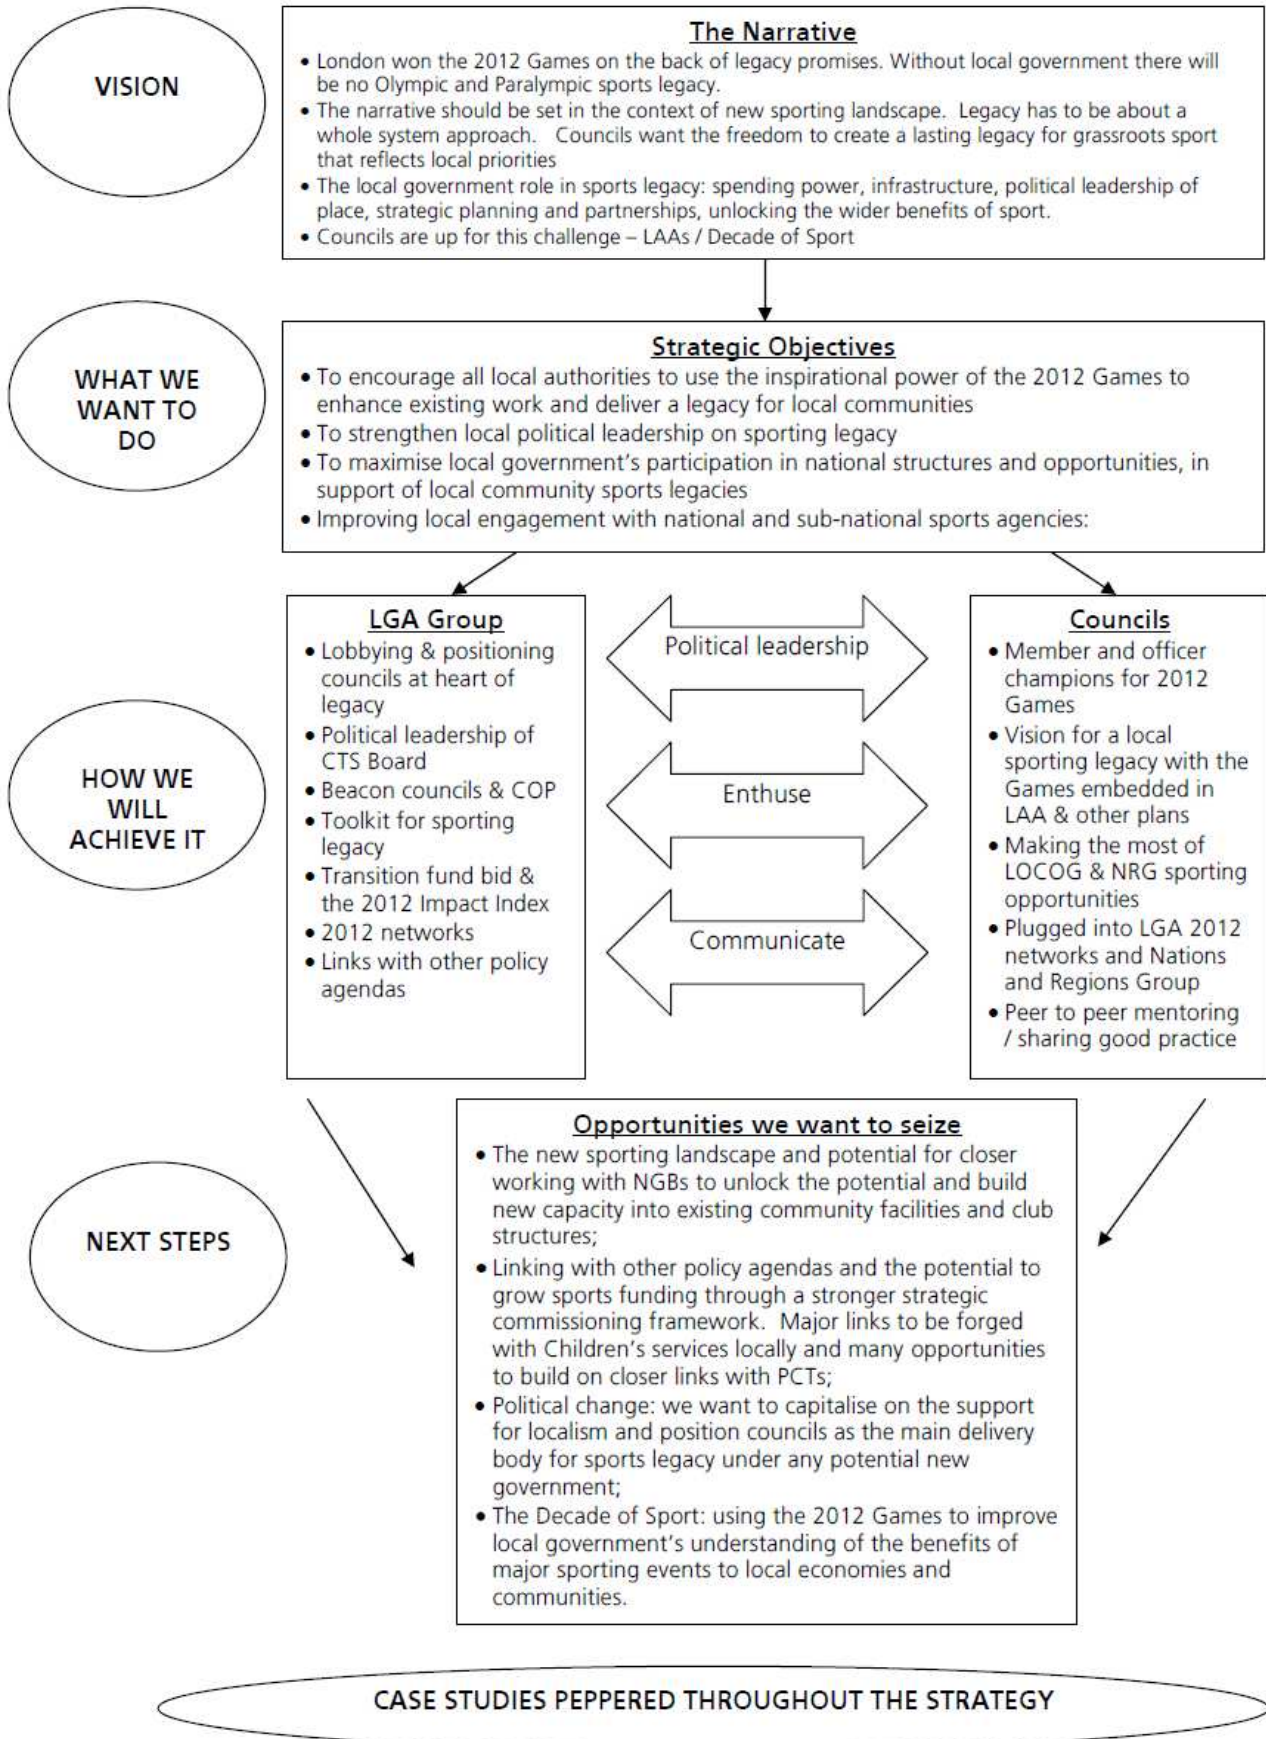 VISION
The Narrative
• London won the 2012 Games on the back of legacy promises. Without local government there will
be no Olympic and Paralympic sports legacy.
• The narrative should be set in the context of new sporting landscape. Legacy has to be about a
whole system approach. Councils want the freedom to create a lasting legacy for grassroots sport
that reflects local priorities
• The local government role in sports legacy: spending power, infrastructure, political leadership of
place, strategic planning and partnerships, unlocking the wider benefits of sport.
• Councils are up for this challenge – LAAs / Decade of Sport
WHAT WE
WANT TO
DO
Strategic Objectives
• To encourage all local authorities to use the inspirational power of the 2012 Games to
enhance existing work and deliver a legacy for local communities
• To strengthen local political leadership on sporting legacy
• To maximise local government's participation in national structures and opportunities, in
support of local community sports legacies
• Improving local engagement with national and sub-national sports agencies:
HOW WE
WILL
ACHIEVE IT
LGA Group
• Lobbying & positioning
councils at heart of
legacy
• Political leadership of
CTS Board
• Beacon councils & COP
• Toolkit for sporting
legacy
• Transition fund bid &
the 2012 Impact Index
• 2012 networks
• Links with other policy
agendas
Political leadership
Enthuse
Communicate
Councils
• Member and officer
champions for 2012
Games
• Vision for a local
sporting legacy with the
Games embedded in
LAA & other plans
• Making the most of
LOCOG & NRG sporting
opportunities
• Plugged into LGA 2012
networks and Nations
and Regions Group
• Peer to peer mentoring
/ sharing good practice
NEXT STEPS
Opportunities we want to seize
• The new sporting landscape and potential for closer
working with NGBs to unlock the potential and build
new capacity into existing community facilities and club
structures;
• Linking with other policy agendas and the potential to
grow sports funding through a stronger strategic
commissioning framework. Major links to be forged
with Children's services locally and many opportunities
to build on closer links with PCTs;
• Political change: we want to capitalise on the support
for localism and position councils as the main delivery
body for sports legacy under any potential new
government;
• The Decade of Sport: using the 2012 Games to improve
local government's understanding of the benefits of
major sporting events to local economies and
communities.
CASE STUDIES PEPPERED THROUGHOUT THE STRATEGY